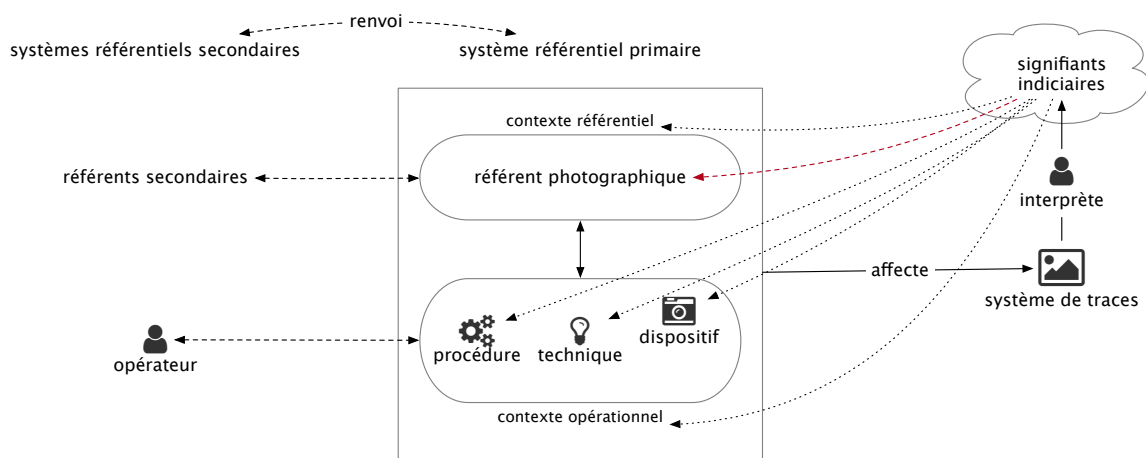 renvoi
systèmes référentiels secondaires
système référentiel primaire
signifiants
indiciaires
contexte référentiel
référents secondaires
référent photographique
interprète
affecte
système de traces
dispositif
procédure
technique
opérateur
contexte opérationnel